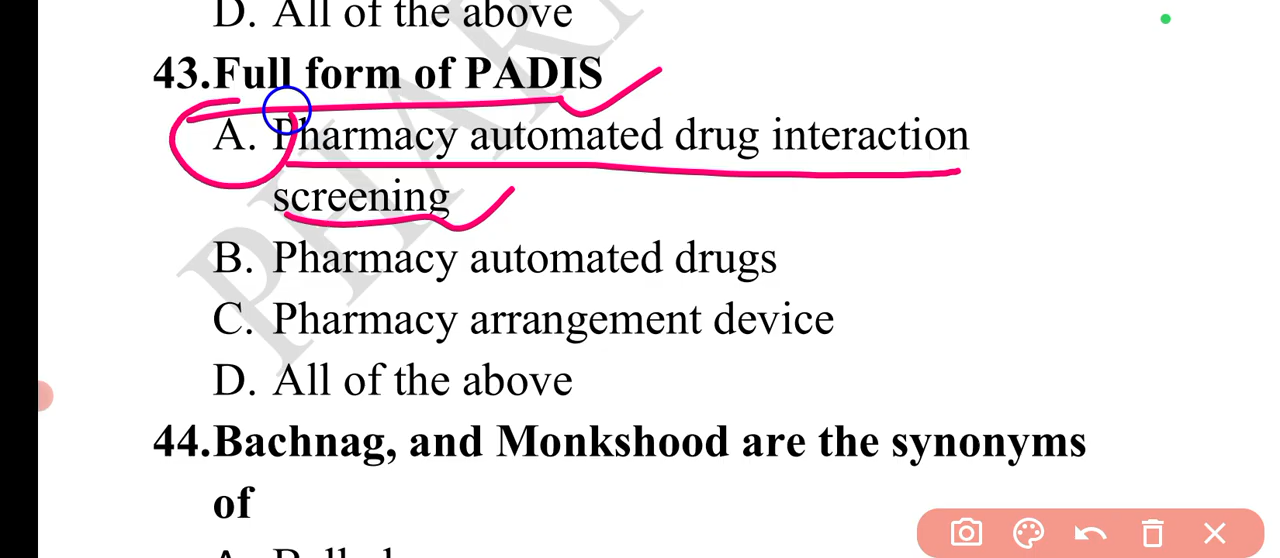 D. All of the above
43.Full form of PADIS
A. Pharmacy automated drug interaction
screening
B. Pharmacy automated drugs
C. Pharmacy arrangement device
D. All of the above
44.Bachnag, and Monkshood are the synonyms
of